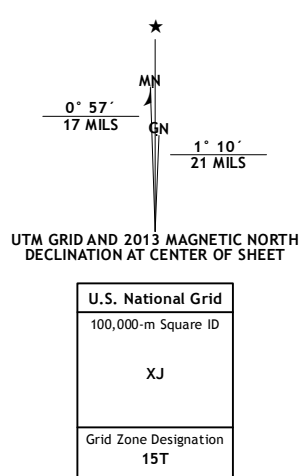 ★
MN
GN
0° 57´
17 MILS
1° 10´
21 MILS
UTM GRID AND 2013 MAGNETIC NORTH
DECLINATION AT CENTER OF SHEET
U.S. National Grid
100,000-m Square ID
XJ
Grid Zone Designation
15T